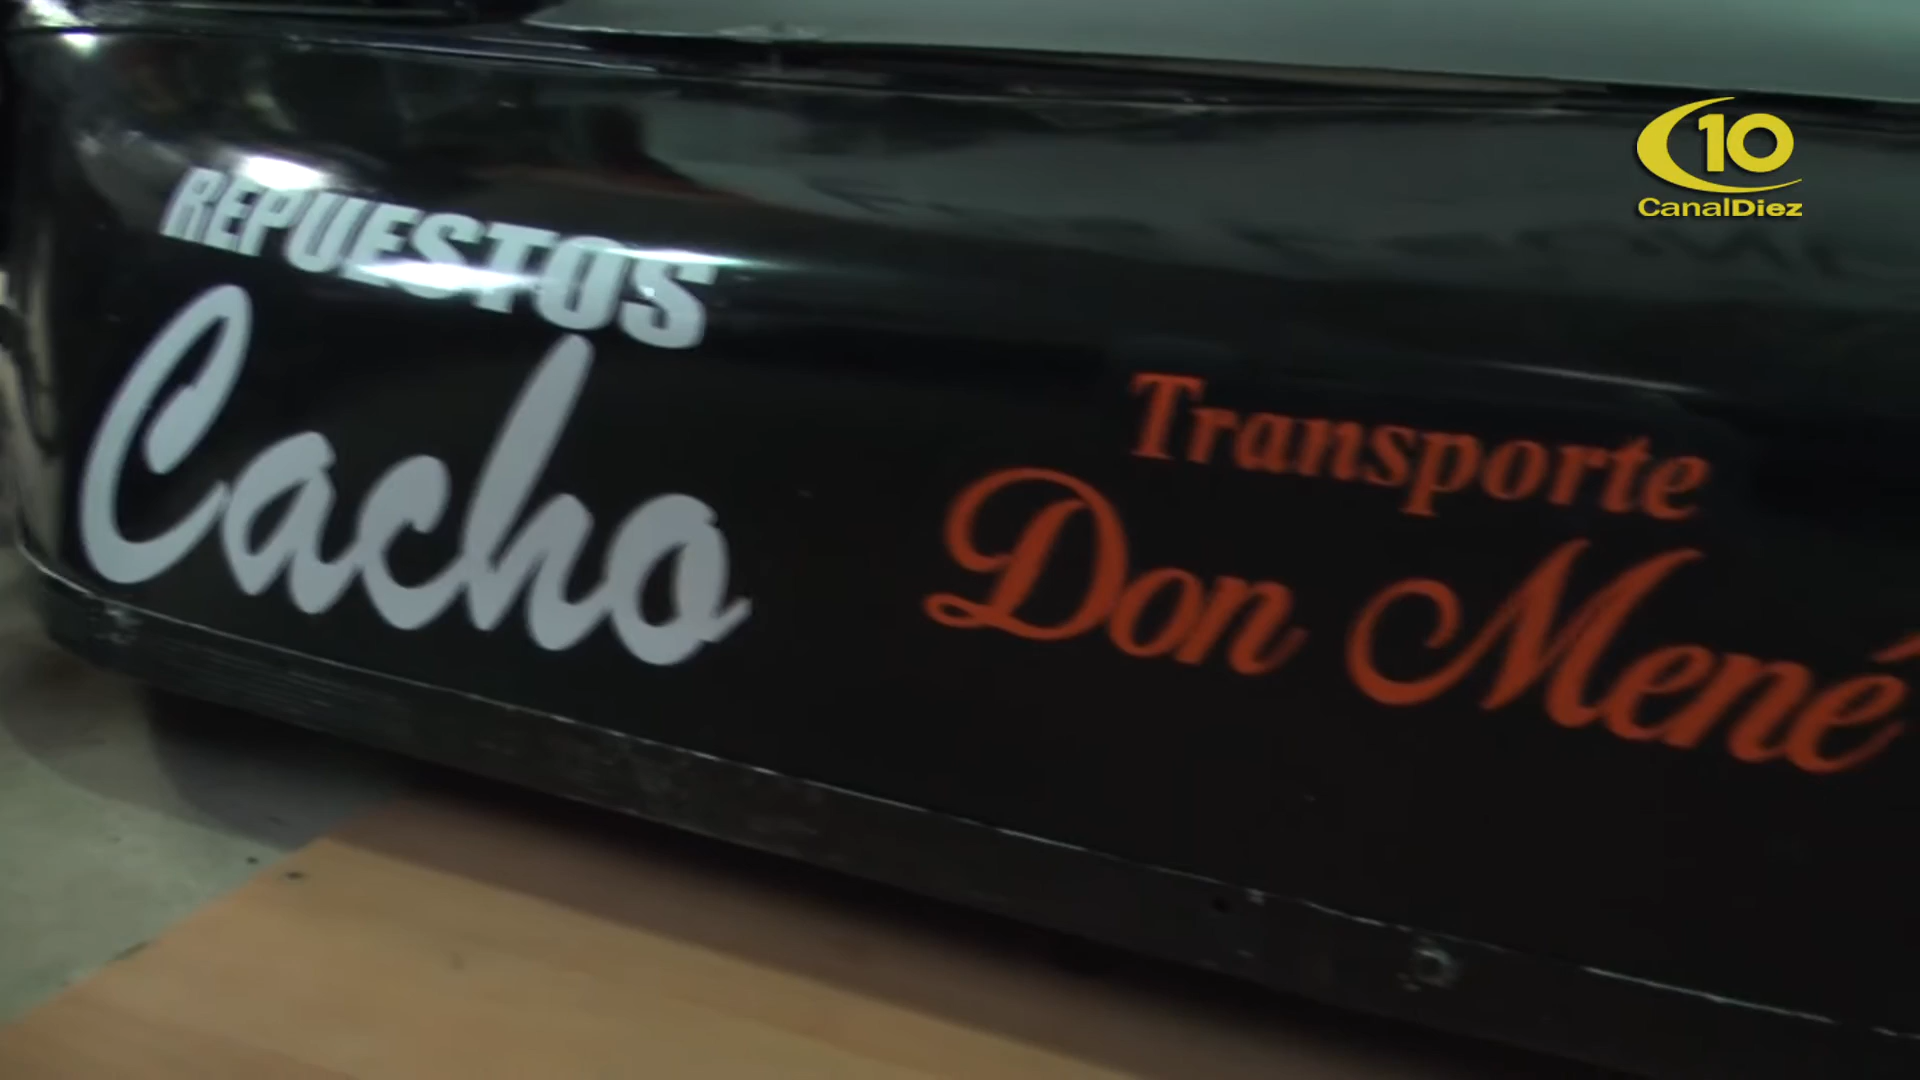 REPUESTOS
Cacho
Transporte
Don Mené
10
CanalDiez